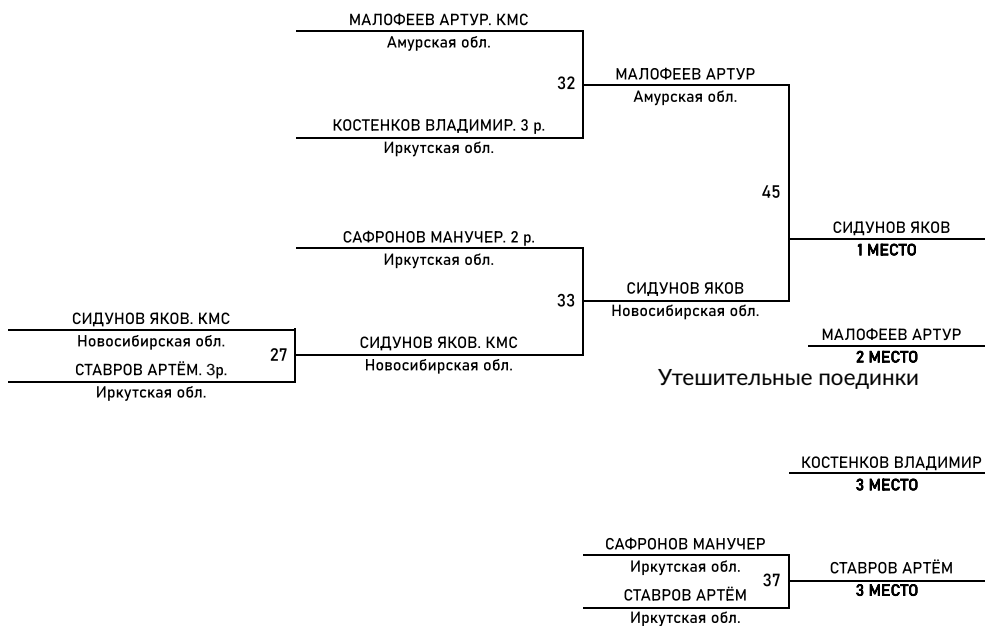 МАЛОФЕЕВ АРТУР. КМС
Амурская обл.
32
КОСТЕНКОВ ВЛАДИМИР. 3 р.
Иркутская обл.
МАЛОФЕЕВ АРТУР
Амурская обл.
45
САФРОНОВ МАНУЧЕР. 2 р.
Иркутская обл.
33
СИДУНОВ ЯКОВ. КМС
Новосибирская обл.
27
СТАВРОВ АРТЁМ. 3р.
Иркутская обл.
СИДУНОВ ЯКОВ. КМС
Новосибирская обл.
СИДУНОВ ЯКОВ
Новосибирская обл.
СИДУНОВ ЯКОВ
1 МЕСТО
МАЛОФЕЕВ АРТУР
2 МЕСТО
Утешительные поединки
КОСТЕНКОВ ВЛАДИМИР
3 МЕСТО
САФРОНОВ МАНУЧЕР
Иркутская обл.
37
СТАВРОВ АРТЁМ
Иркутская обл.
СТАВРОВ АРТЁМ
3 МЕСТО